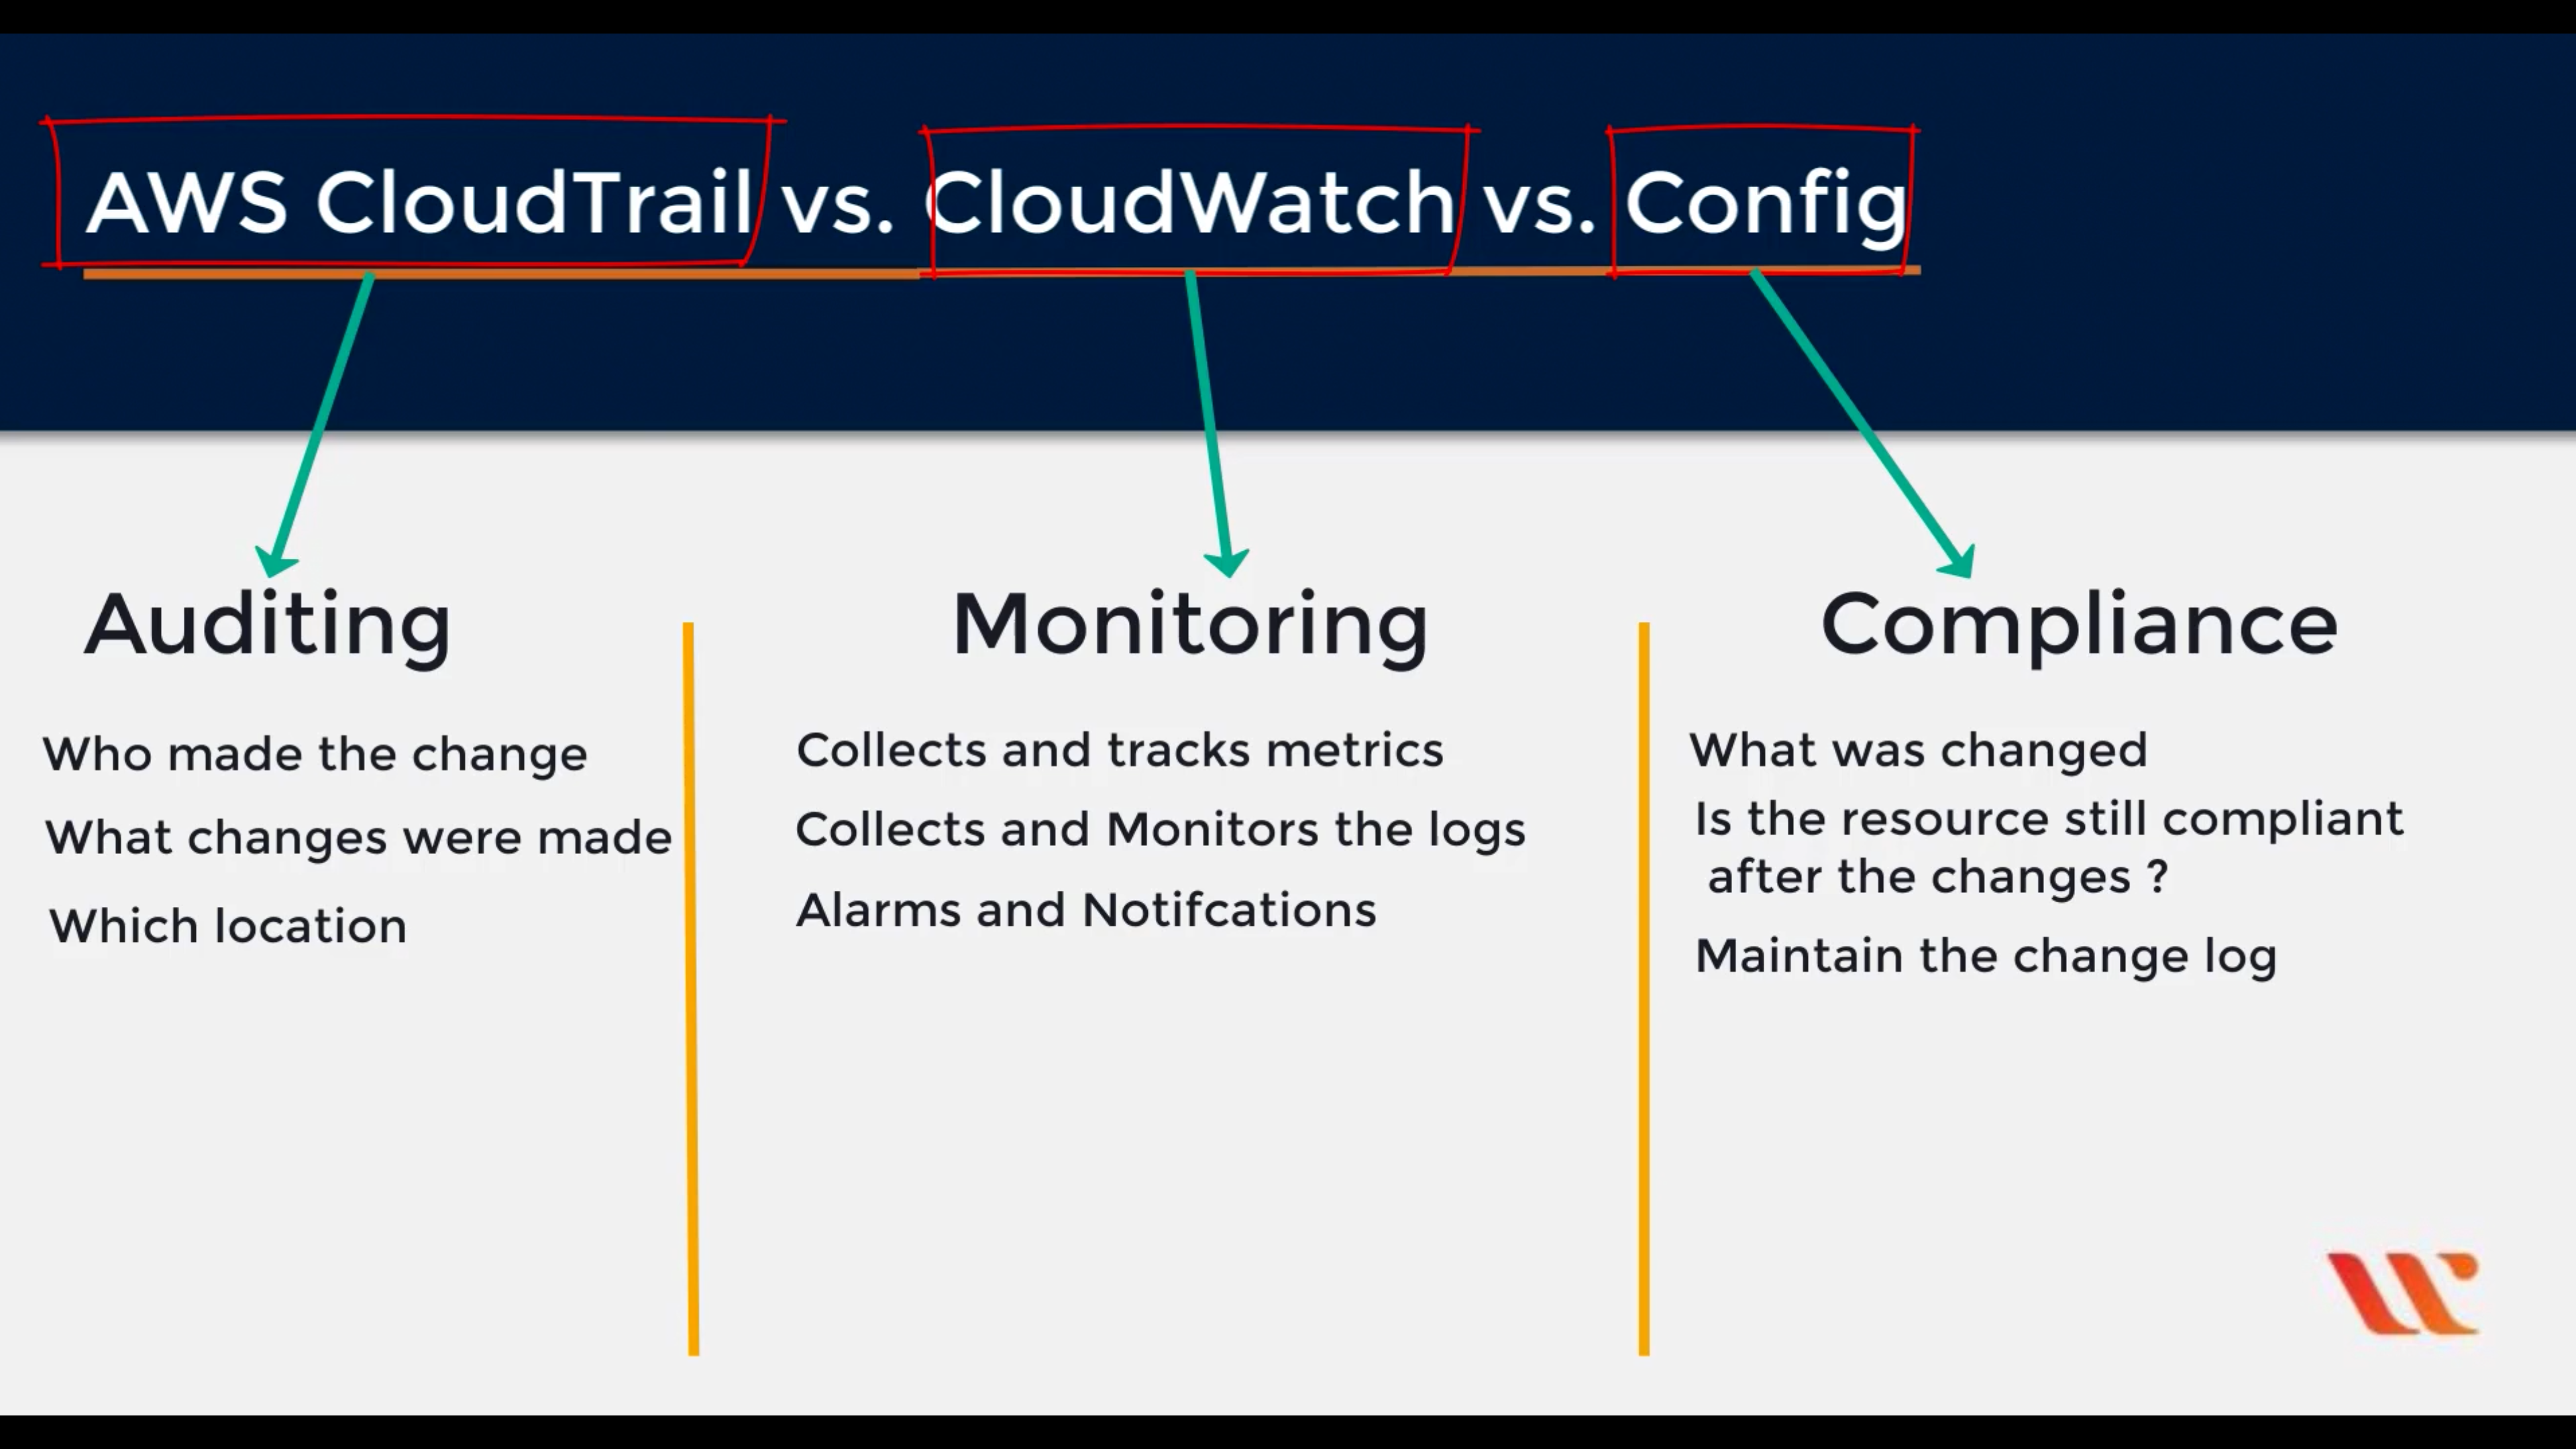 AWS CloudTrail vs. CloudWatch vs. Config
Auditing
Who made the change
What changes were made
Which location
Monitoring
Collects and tracks metrics
Collects and Monitors the logs
Alarms and Notifcations
Compliance
What was changed
Is the resource still compliant
after the changes ?
Maintain the change log